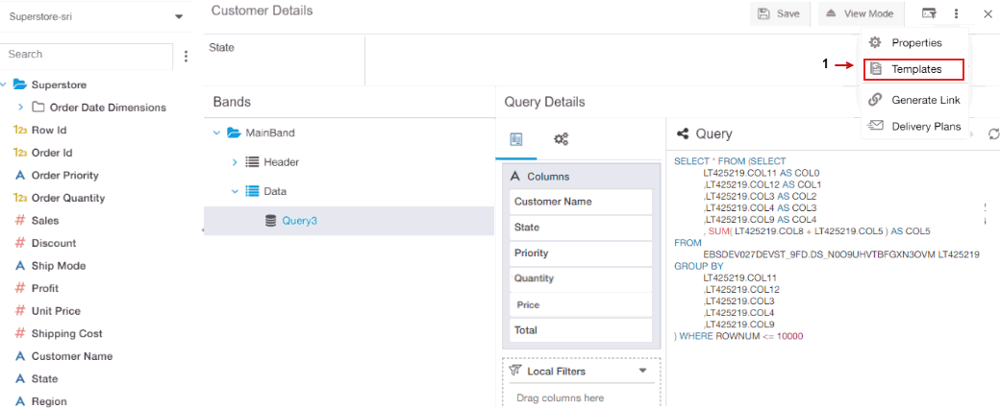 Superstore-sri
Search
Superstore
Order Date Dimensions
123 Row Id
123 Order Id
A Order Priority
123 Order Quantity
# Sales
# Discount
A Ship Mode
# Profit
# Unit Price
# Shipping Cost
A Customer Name
A State
A Region
Customer Details
Save
View Mode
State
1
Properties
Templates
Generate Link
Delivery Plans
Bands
MainBand
Header
Data
Query3
Query Details
A Columns
Customer Name
State
Priority
Quantity
Price
Total
Local Filters
Drag columns here
Query
SELECT * FROM (SELECT
LT425219.COL11 AS COL0
,LT425219.COL12 AS COL1
,LT425219.COL3 AS COL2
,LT425219.COL4 AS COL3
,LT425219.COL9 AS COL4
, SUM( LT425219.COL8 + LT425219.COL5 ) AS COL5
FROM
EBSDEV027DEVST_9FD.DS_N0O9UHVTBFGXN3OVM LT425219
GROUP BY
LT425219.COL11
,LT425219.COL12
,LT425219.COL3
,LT425219.COL4
,LT425219.COL9
) WHERE ROWNUM <= 10000